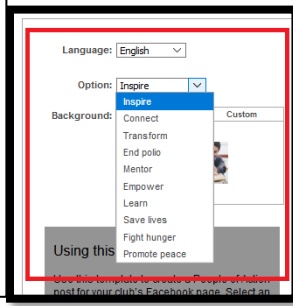 Language: English
Option: Inspire
Inspire
Connect
Background:
Custom
Transform
End polio
Mentor
Empower
Learn
Save lives
Fight hunger
Promote peace
Using this
Use this template to create a People of Action
post for your club's Facebook page. Select an